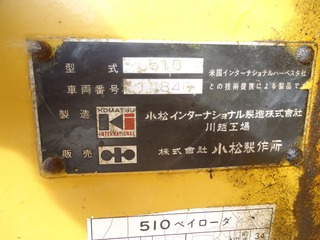 型式 510
米国インターナショナルハーベスタ社
車両番号
との技術提携による製品で
製造 KOMATSU INTERNATIONAL 小松インターナショナル製造株式会社
川越工場
販売 株式会社 小松製作所
510ペイローダ